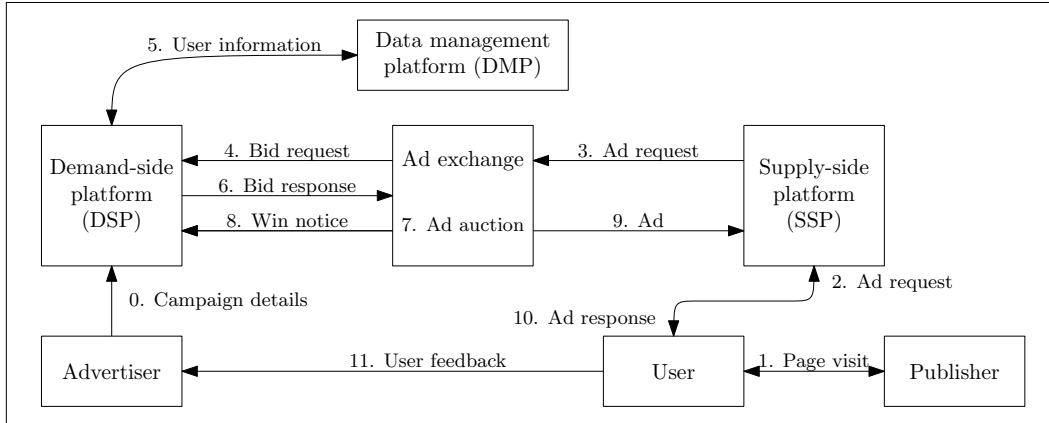 5. User information
Data management
platform (DMP)
Demand-side
platform
(DSP)
4. Bid request
6. Bid response
8. Win notice
Ad exchange
7. Ad auction
3. Ad request
9. Ad
Supply-side
platform
(SSP)
0. Campaign details
2. Ad request
10. Ad response
Advertiser
11. User feedback
User
1. Page visit
Publisher